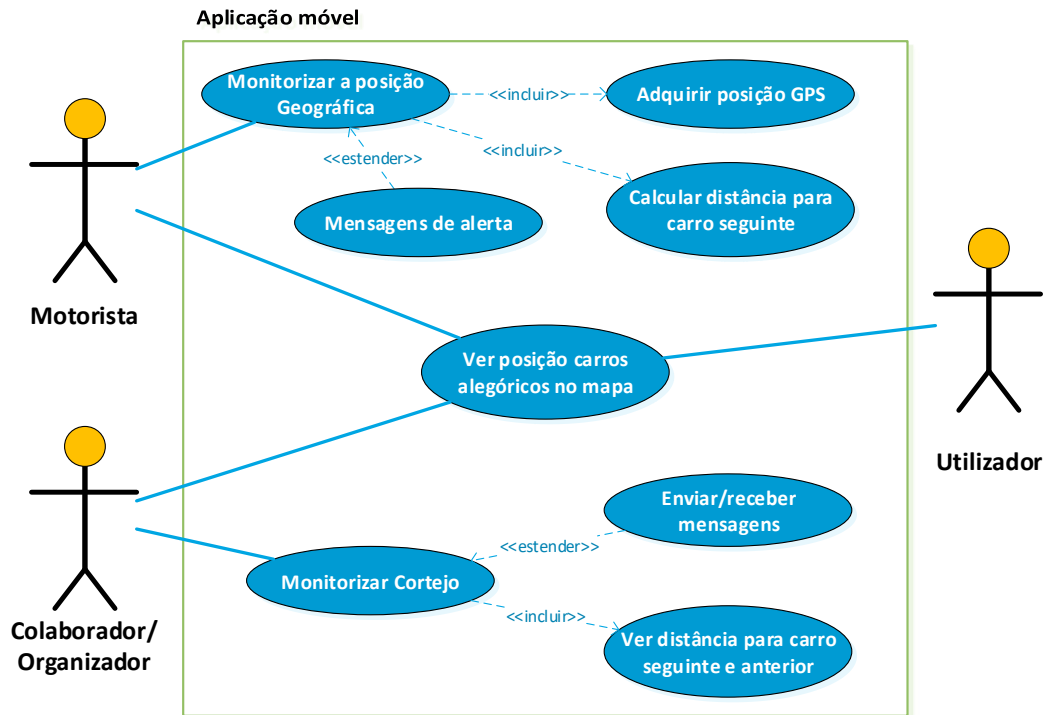 Aplicação móvel
Monitorizar a posição
Geográfica
<<incluir>>
Adquirir posição GPS
<<estender>>
<<incluir>>
Mensagens de alerta
Calcular distância para
carro seguinte
Motorista
Ver posição carros
alegóricos no mapa
Utilizador
Enviar/receber
mensagens
<<estender>>
Monitorizar Cortejo
<<incluir>>
Ver distância para carro
seguinte e anterior
Colaborador/
Organizador